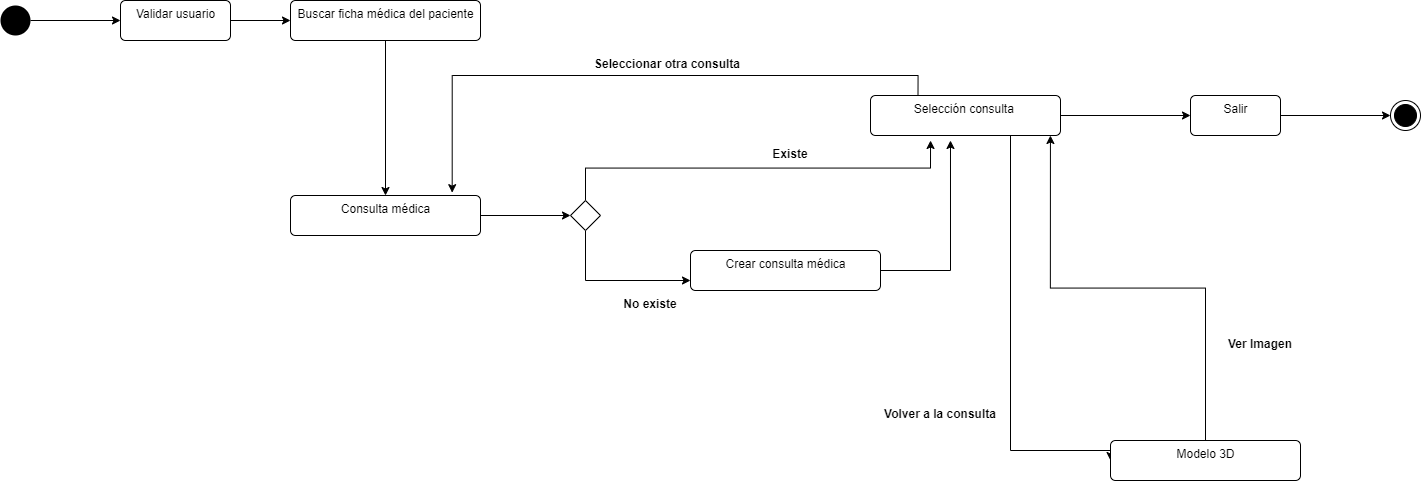 Validar usuario
Buscar ficha médica del paciente
Seleccionar otra consulta
Selección consulta
Salir
Existe
Consulta médica
Crear consulta médica
No existe
Ver Imagen
Volver a la consulta
Modelo 3D